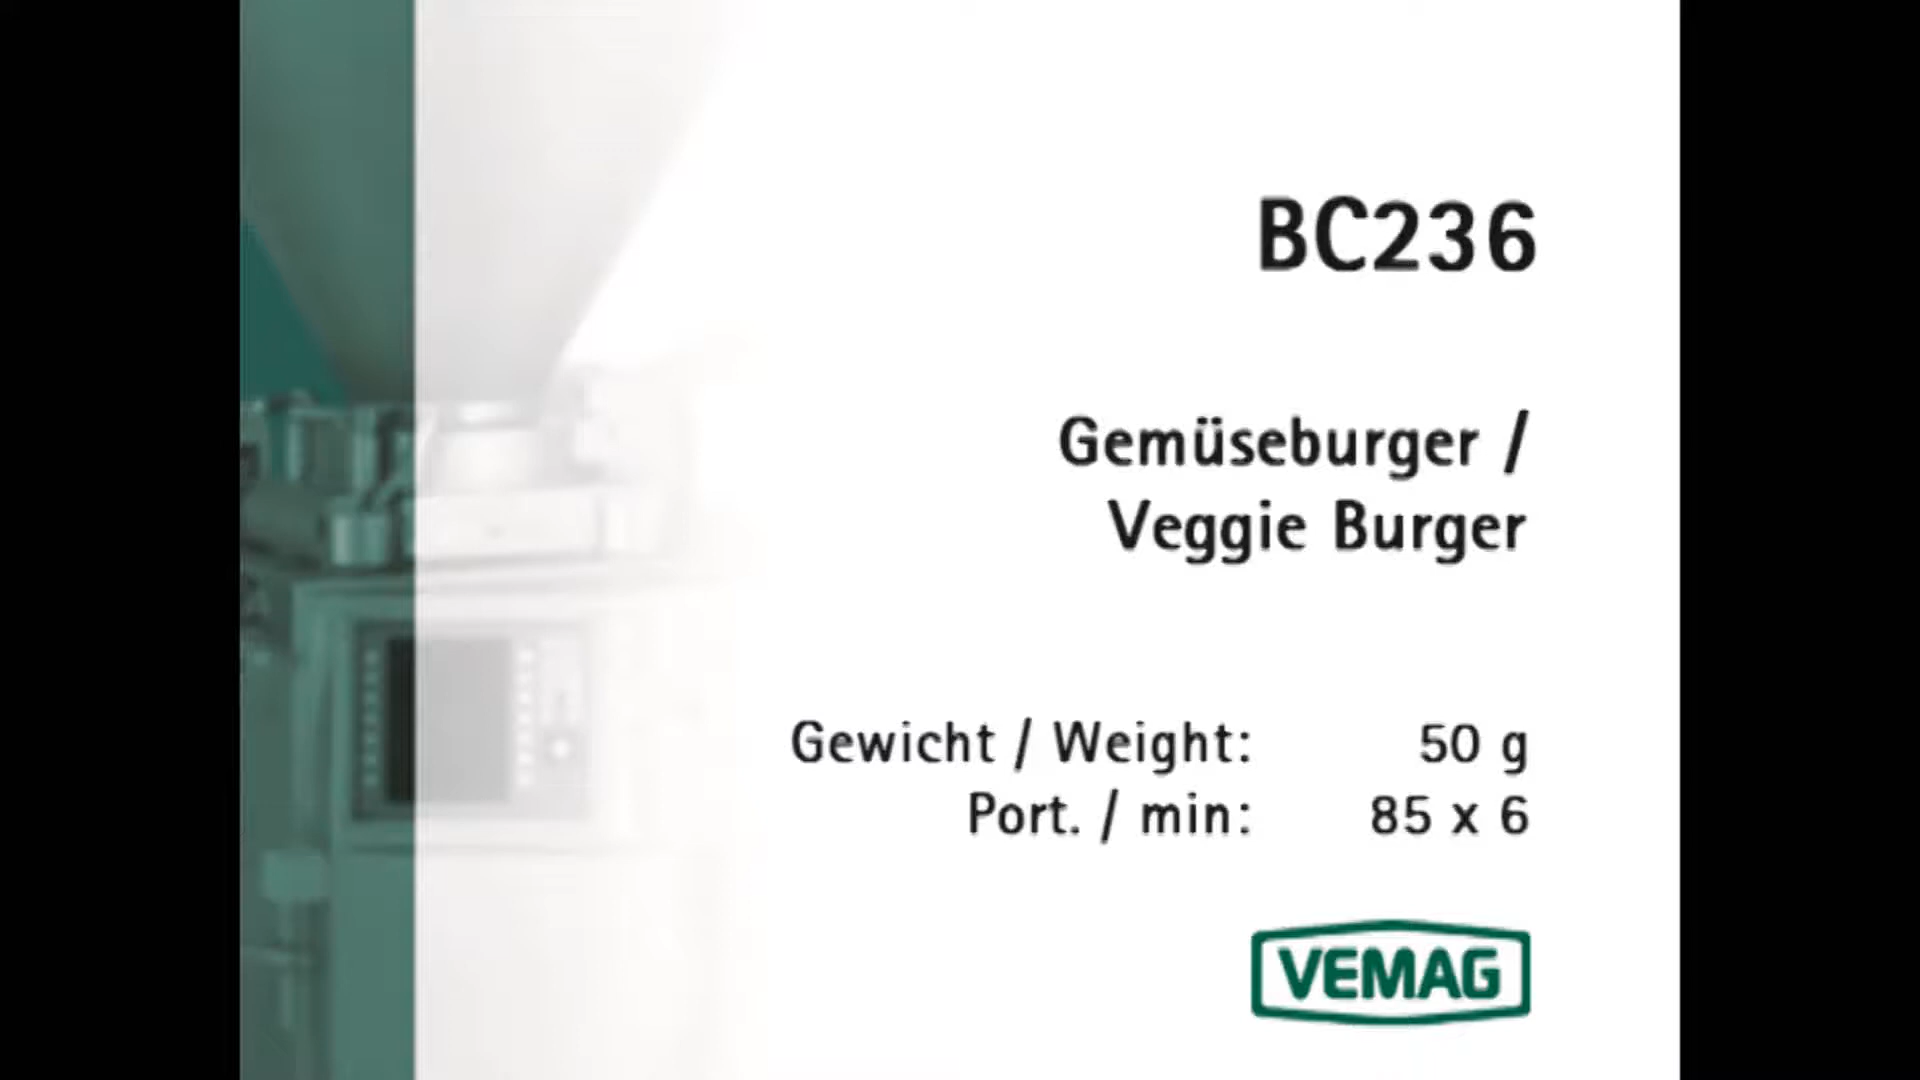 BC236
Gemüseburger /
Veggie Burger
Gewicht / Weight: 50 g
Port. / min: 85 x 6
VEMAG